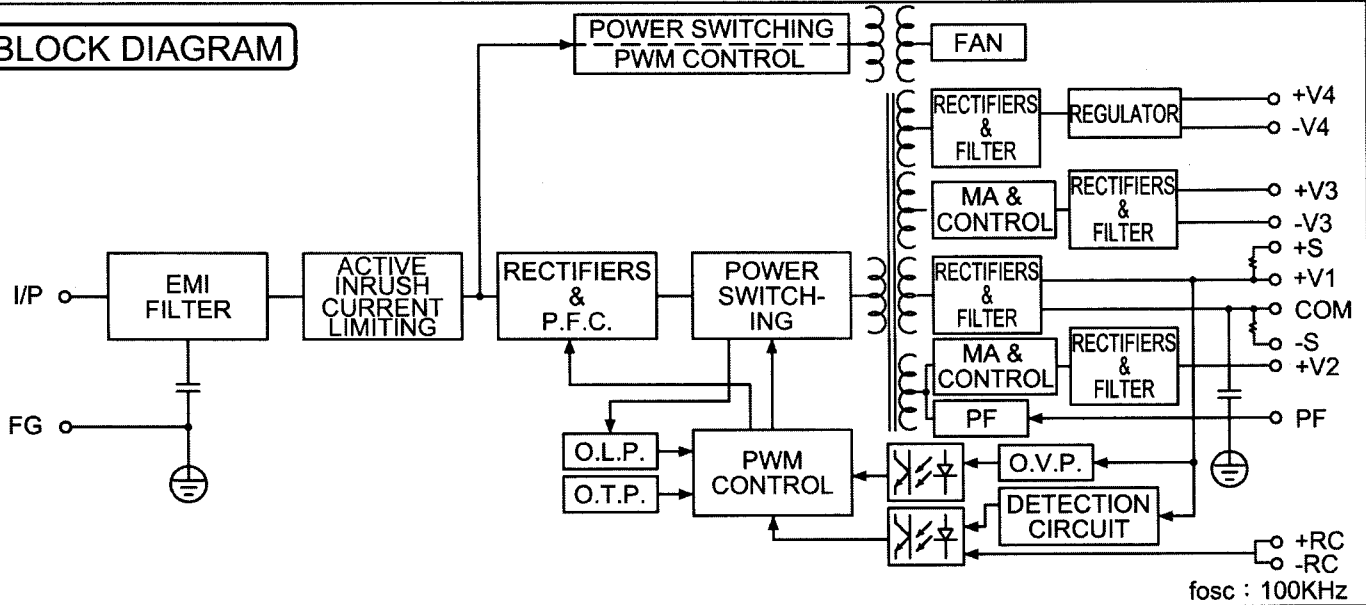 BLOCK DIAGRAM
POWER SWITCHING
PWM CONTROL
FAN
RECTIFIERS
&
FILTER
REGULATOR
+V4
-V4
MA &
CONTROL
RECTIFIERS
&
FILTER
+V3
-V3
I/P
EMI
FILTER
ACTIVE
INRUSH
CURRENT
LIMITING
RECTIFIERS
&
P.F.C.
POWER
SWITCH-
ING
RECTIFIERS
&
FILTER
+S
+V1
COM
-S
MA &
CONTROL
RECTIFIERS
&
FILTER
+V2
PF
PF
FG
O.L.P.
O.T.P.
PWM
CONTROL
O.V.P.
DETECTION
CIRCUIT
+RC
-RC
fosc : 100KHz